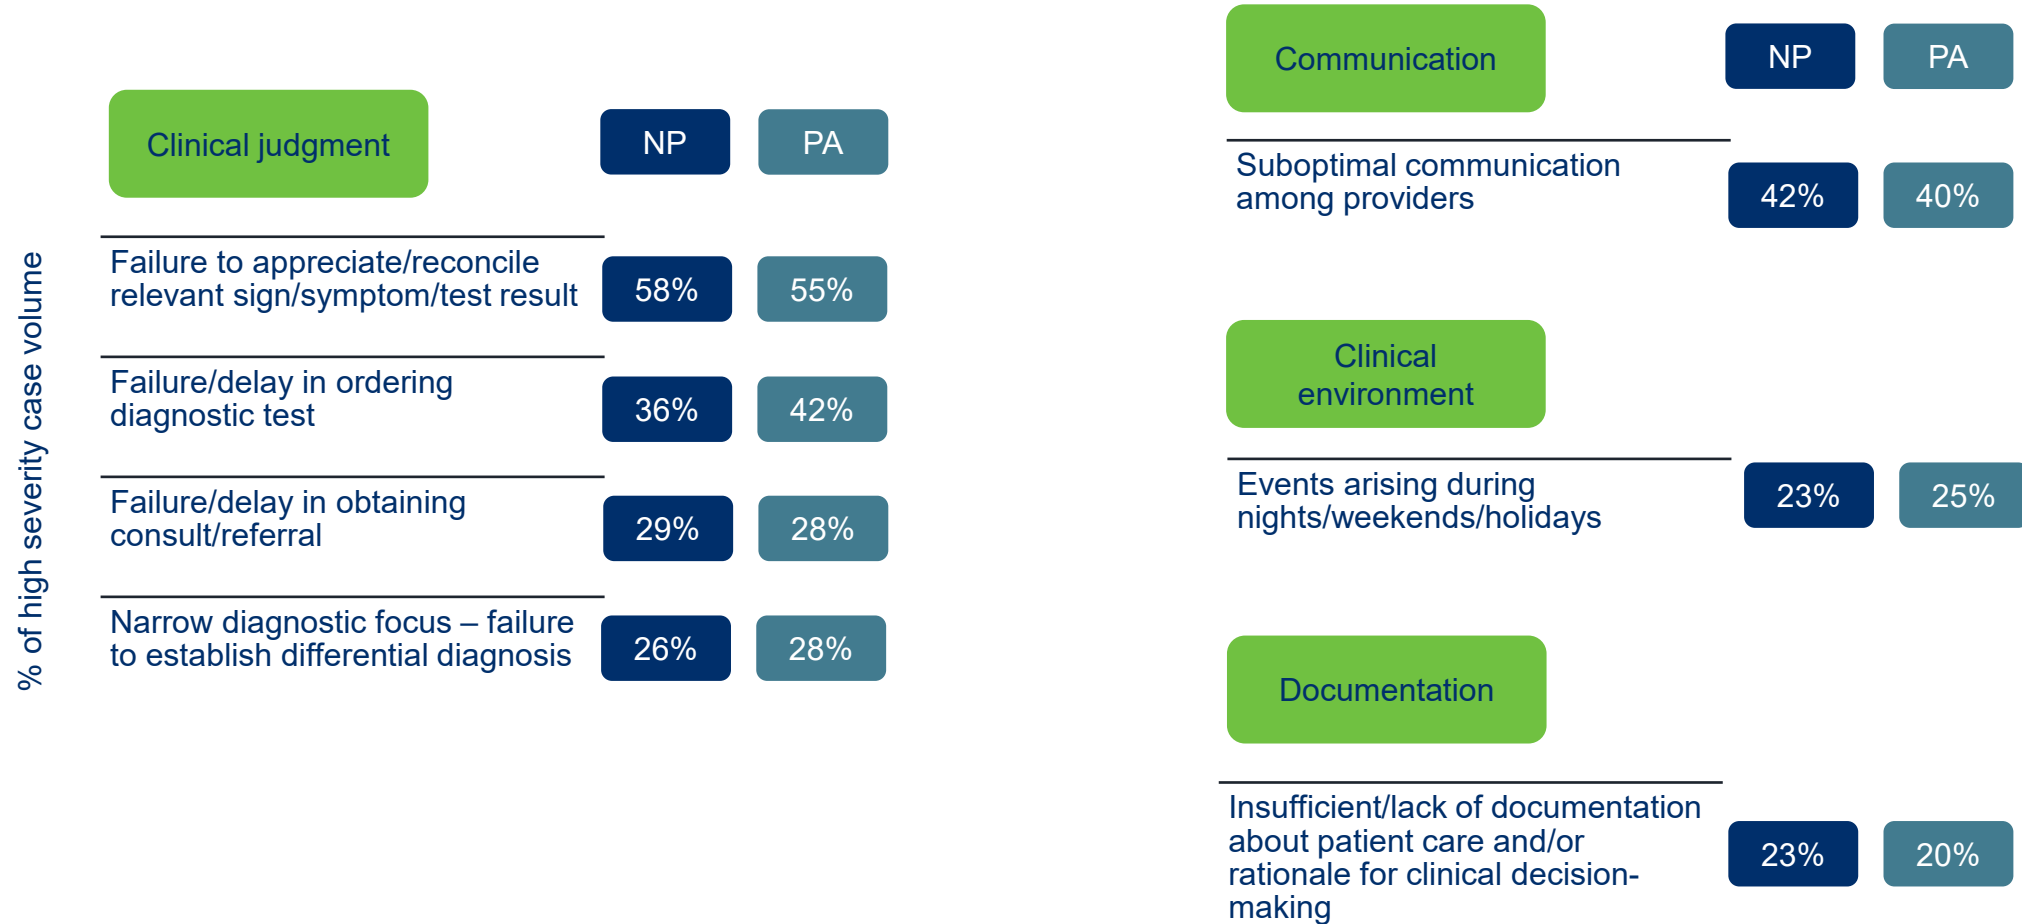 % of high severity case volume
Clinical judgment
NP
PA
Failure to appreciate/reconcile
relevant sign/symptom/test result
58%
55%
Failure/delay in ordering
diagnostic test
36%
42%
Failure/delay in obtaining
consult/referral
29%
28%
Narrow diagnostic focus – failure
to establish differential diagnosis
26%
28%
Communication
NP
PA
Suboptimal communication
among providers
42%
40%
Clinical
environment
Events arising during
nights/weekends/holidays
23%
25%
Documentation
Insufficient/lack of documentation
about patient care and/or
rationale for clinical decision-
making
23%
20%